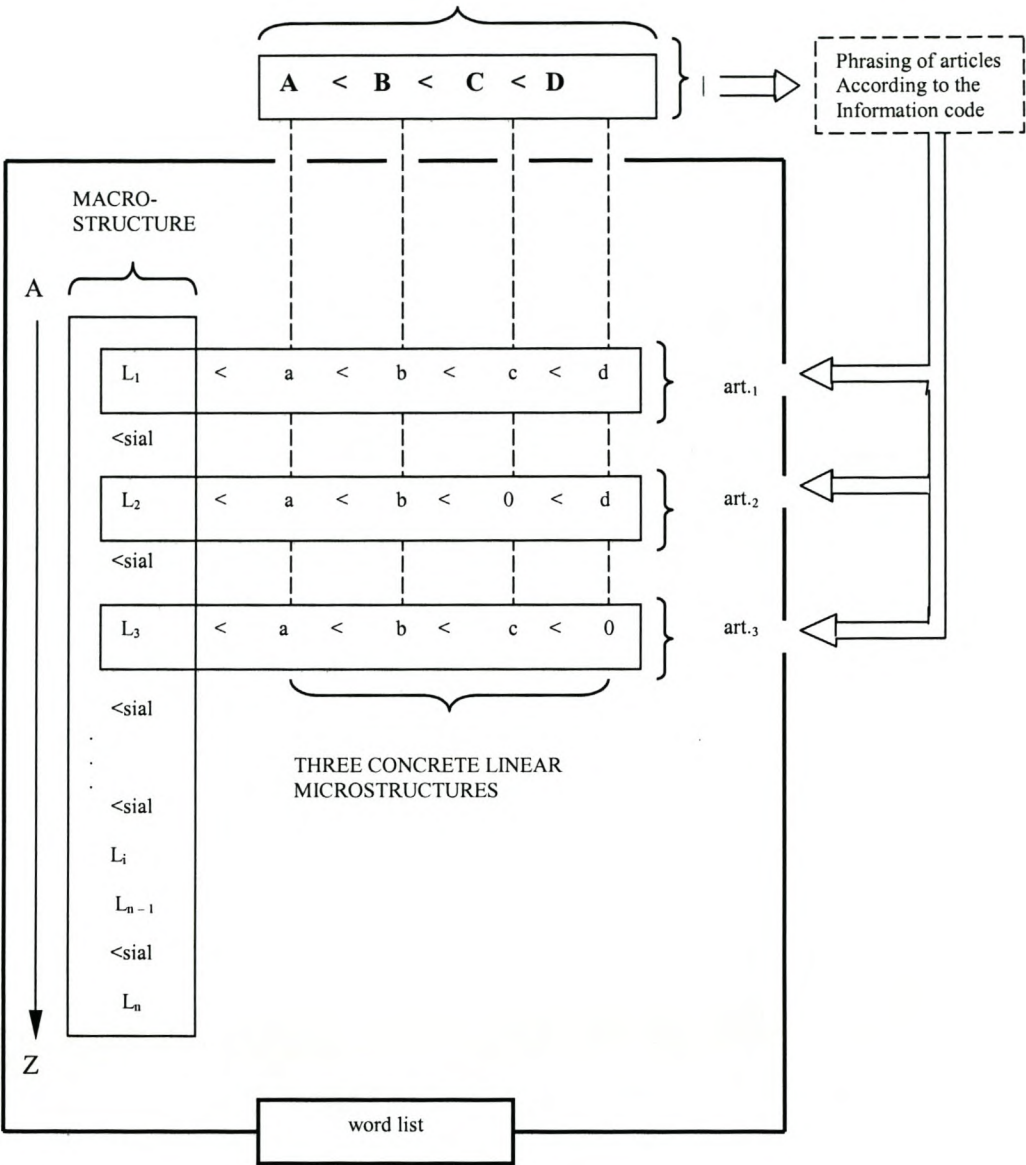 A < B < C < D
Phrasing of articles
According to the
Information code
MACRO-
STRUCTURE
A
L₁ < a < b < c < d
art.₁
<sial
L₂ < a < b < 0 < d
art.₂
<sial
L₃ < a < b < c < 0
art.₃
<sial
.
.
.
THREE CONCRETE LINEAR
MICROSTRUCTURES
<sial
Lᵢ
Lₙ₋₁
<sial
Lₙ
Z
word list